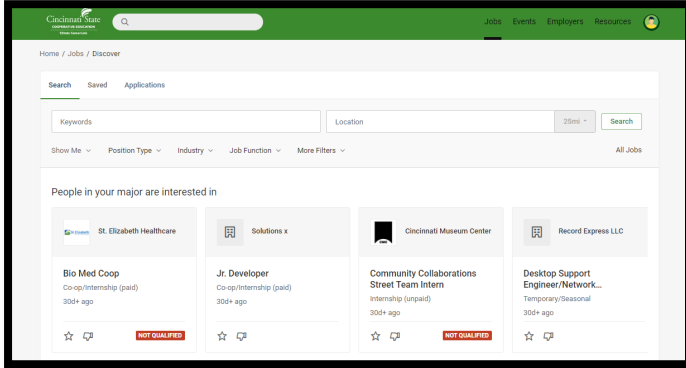 Cincinnati State
COOPERATIVE EDUCATION
Jobs Events Employers Resources
Home / Jobs / Discover
Search Saved Applications
Keywords Location 25mi Search
Show Me Position Type Industry Job Function More Filters All Jobs
People in your major are interested in
St. Elizabeth Healthcare Solutions x Cincinnati Museum Center Record Express LLC
Bio Med Coop Jr. Developer Community Collaborations Desktop Support
Street Team Intern Engineer/Network...
Co-op/Internship (paid) Co-op/Internship (paid) Internship (unpaid) Temporary/Seasonal
30d+ ago 30d+ ago 30d+ ago 30d+ ago
NOT QUALIFIED NOT QUALIFIED